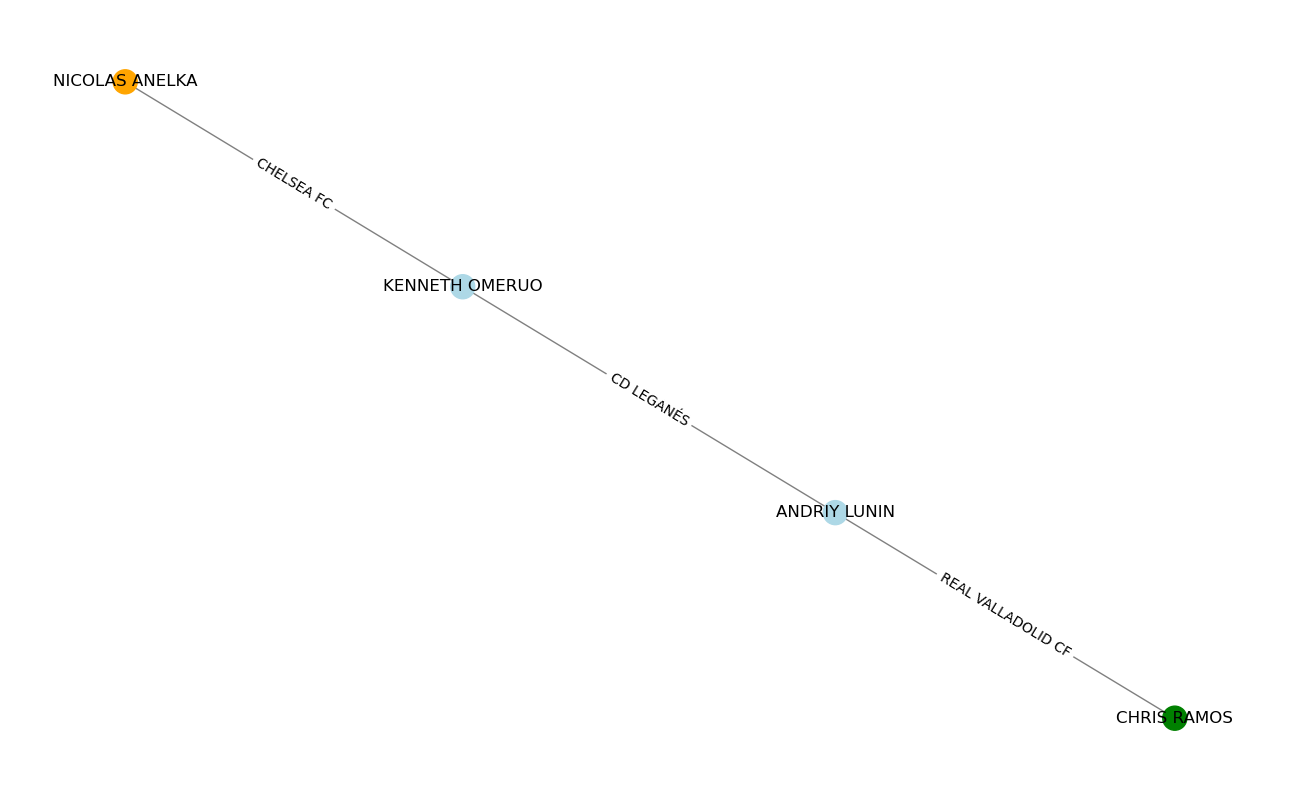 NICOLAS ANELKA
CHELSEA FC
KENNETH OMERUO
CD LEGANÉS
ANDRIY LUNIN
REAL VALLADOLID CF
CHRIS RAMOS